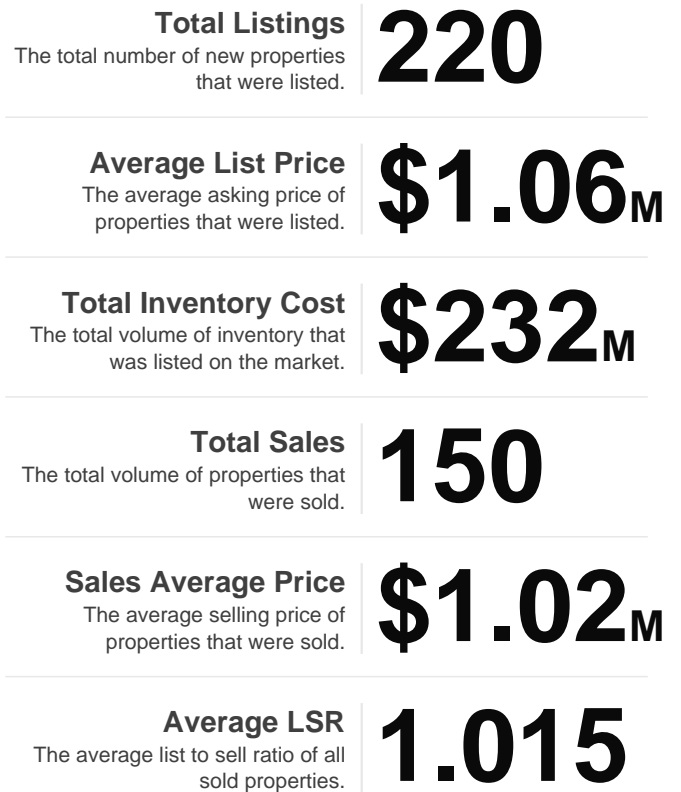 Total Listings
The total number of new properties
that were listed.
220
Average List Price
The average asking price of
properties that were listed.
$1.06M
Total Inventory Cost
The total volume of inventory that
was listed on the market.
$232M
Total Sales
The total volume of properties that
were sold.
150
Sales Average Price
The average selling price of
properties that were sold.
$1.02M
Average LSR
The average list to sell ratio of all
sold properties.
1.015